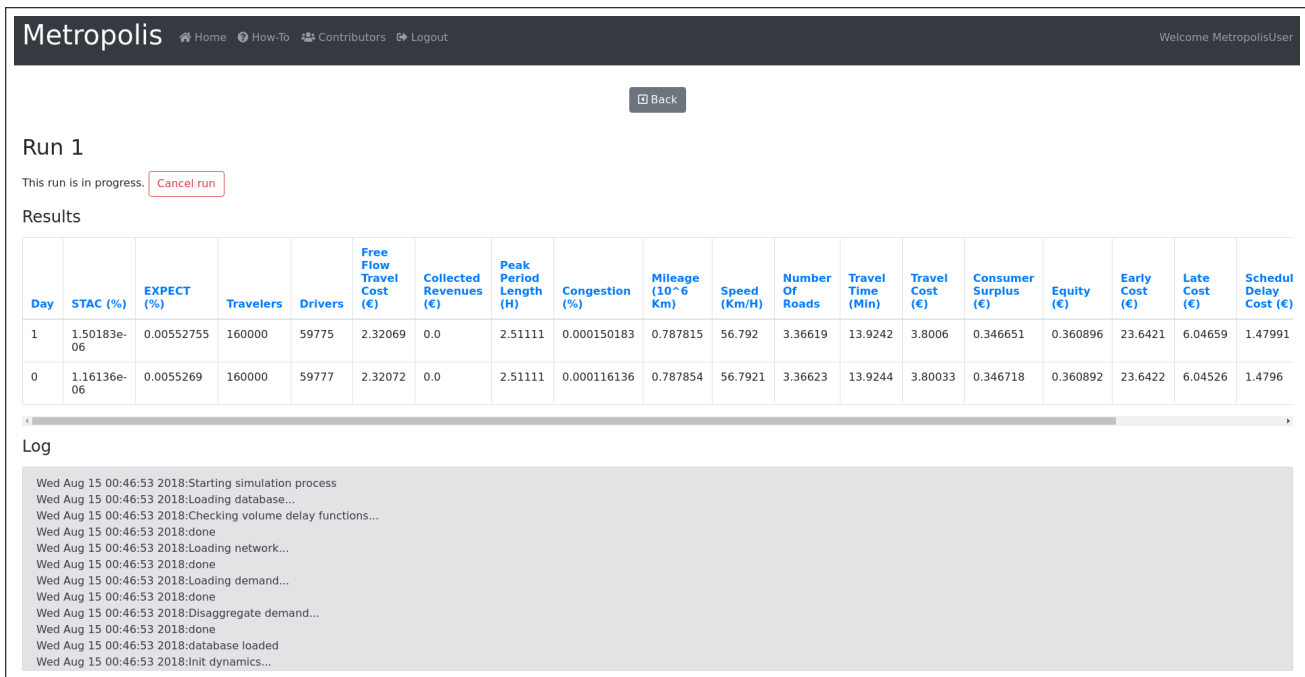 Metropolis Home How-To Contributors Logout Welcome MetropolisUser
Back
Run 1
This run is in progress. Cancel run
Results
Day STAC (%) EXPECT (%) Travelers Drivers Free Flow Travel Cost (€) Collected Revenues (€) Peak Period Length (H) Congestion (%) Mileage (10^6 Km) Speed (Km/H) Number Of Roads Travel Time (Min) Travel Cost (€) Consumer Surplus (€) Equity (€) Early Cost (€) Late Cost (€) Schedul Delay Cost (€)
1 1.50183e-06 0.00552755 160000 59775 2.32069 0.0 2.51111 0.000150183 0.787815 56.792 3.36619 13.9242 3.8006 0.346651 0.360896 23.6421 6.04659 1.47991
0 1.16136e-06 0.0055269 160000 59777 2.32072 0.0 2.51111 0.000116136 0.787854 56.7921 3.36623 13.9244 3.80033 0.346718 0.360892 23.6422 6.04526 1.4796
Log
Wed Aug 15 00:46:53 2018:Starting simulation process
Wed Aug 15 00:46:53 2018:Loading database...
Wed Aug 15 00:46:53 2018:Checking volume delay functions...
Wed Aug 15 00:46:53 2018:done
Wed Aug 15 00:46:53 2018:Loading network...
Wed Aug 15 00:46:53 2018:done
Wed Aug 15 00:46:53 2018:Loading demand...
Wed Aug 15 00:46:53 2018:done
Wed Aug 15 00:46:53 2018:Disaggregate demand...
Wed Aug 15 00:46:53 2018:done
Wed Aug 15 00:46:53 2018:database loaded
Wed Aug 15 00:46:53 2018:Init dynamics...